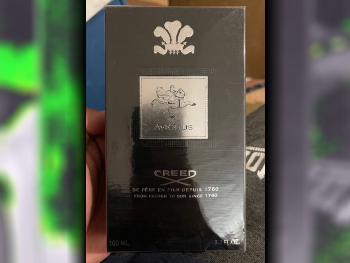 AVENTUS
CREED
DE PÈRE EN FILS DEPUIS 1760
FROM FATHER TO SON SINCE 1760
100 ML
3.3 FL.OZ.